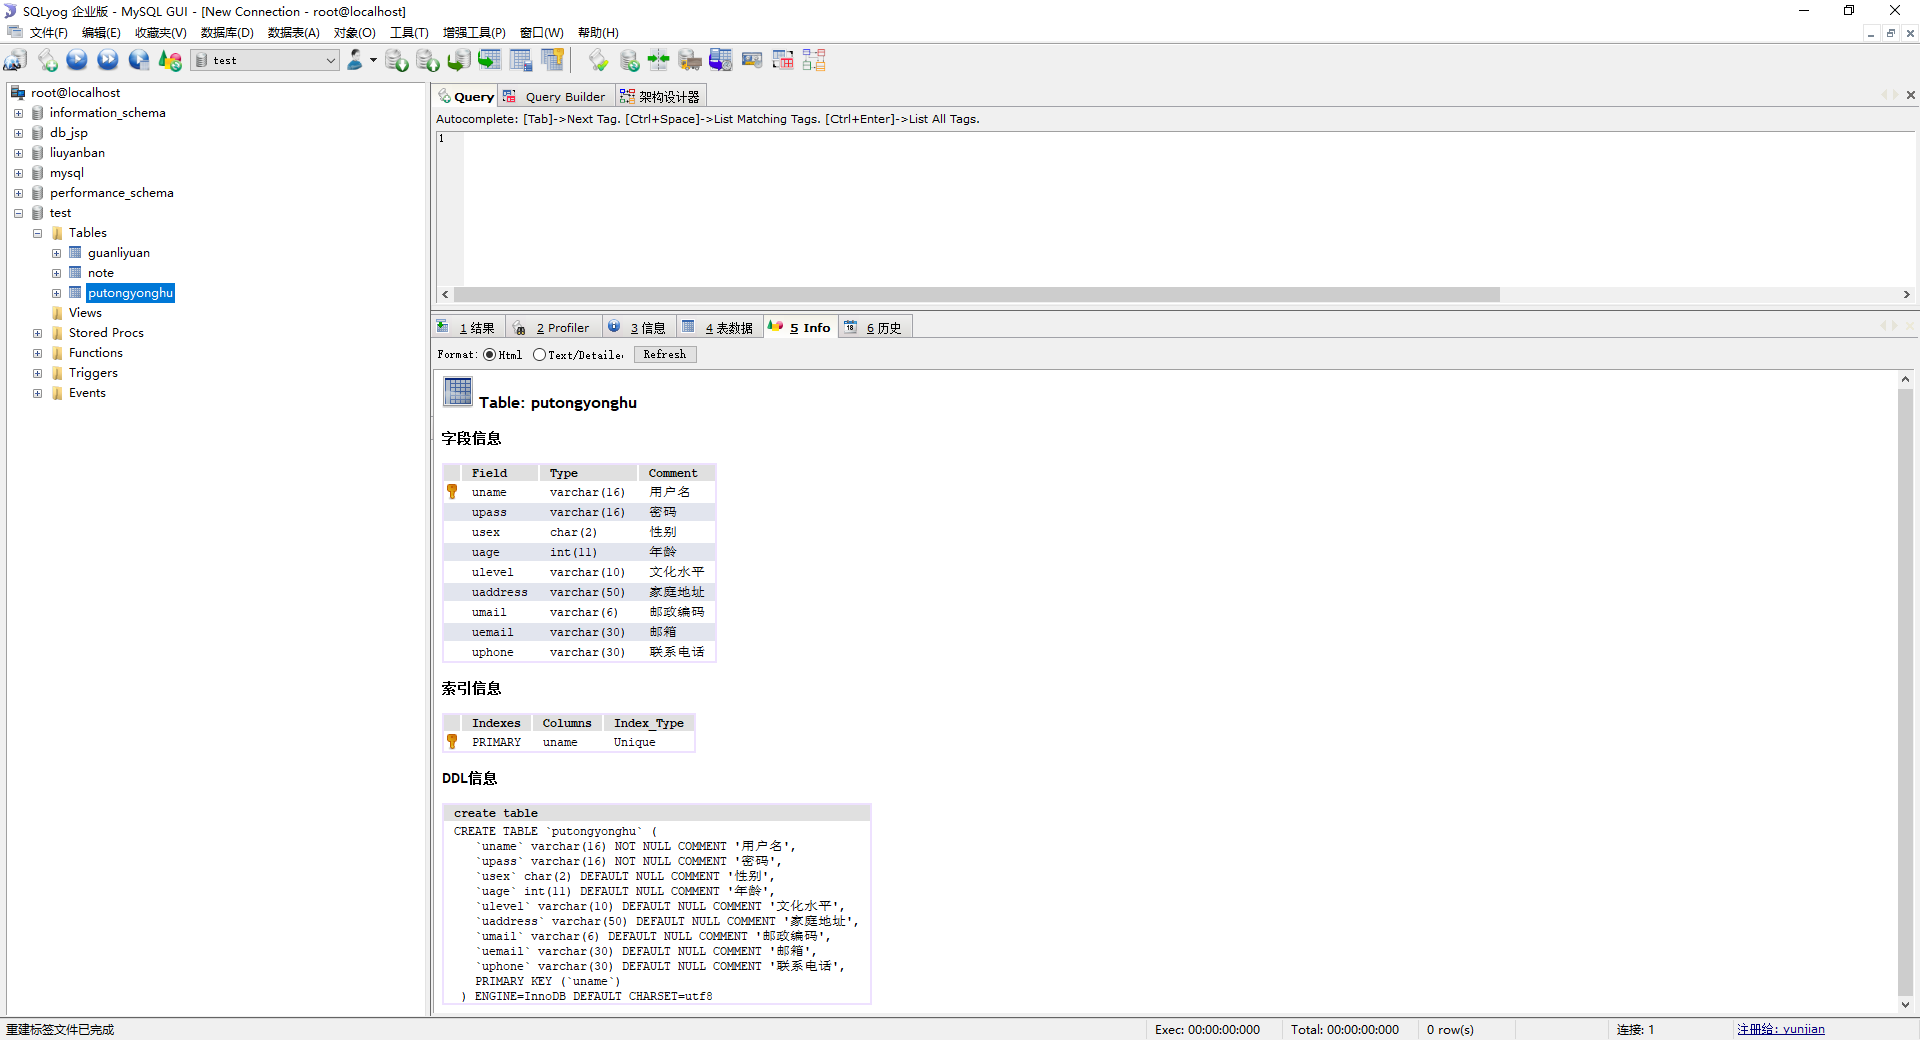 SQLyog 企业版 - MySQL GUI - [New Connection - root@localhost]
文件(F) 编辑(E) 收藏夹(V) 数据库(D) 数据表(A) 对象(O) 工具(T) 增强工具(P) 窗口(W) 帮助(H)
test
root@localhost
information_schema
db_jsp
liuyanban
mysql
performance_schema
test
Tables
guanliyuan
note
putongyonghu
Views
Stored Procs
Functions
Triggers
Events
Query Query Builder 架构设计器
Autocomplete: [Tab]->Next Tag. [Ctrl+Space]->List Matching Tags. [Ctrl+Enter]->List All Tags.
1
1 结果 2 Profiler 3 信息 4 表数据 5 Info 6 历史
Format: Html Text/Detaile Refresh
Table: putongyonghu
字段信息
Field Type Comment
uname varchar(16) 用户名
upass varchar(16) 密码
usex char(2) 性别
uage int(11) 年龄
ulevel varchar(10) 文化水平
uaddress varchar(50) 家庭地址
umail varchar(6) 邮政编码
uemail varchar(30) 邮箱
uphone varchar(30) 联系电话
索引信息
Indexes Columns Index_Type
PRIMARY uname Unique
DDL信息
create table
CREATE TABLE `putongyonghu` (
`uname` varchar(16) NOT NULL COMMENT '用户名',
`upass` varchar(16) NOT NULL COMMENT '密码',
`usex` char(2) DEFAULT NULL COMMENT '性别',
`uage` int(11) DEFAULT NULL COMMENT '年龄',
`ulevel` varchar(10) DEFAULT NULL COMMENT '文化水平',
`uaddress` varchar(50) DEFAULT NULL COMMENT '家庭地址',
`umail` varchar(6) DEFAULT NULL COMMENT '邮政编码',
`uemail` varchar(30) DEFAULT NULL COMMENT '邮箱',
`uphone` varchar(30) DEFAULT NULL COMMENT '联系电话',
PRIMARY KEY (`uname`)
) ENGINE=InnoDB DEFAULT CHARSET=utf8
重建标签文件已完成 Exec: 00:00:00:000 Total: 00:00:00:000 0 row(s) 连接: 1 注册给: yunjian